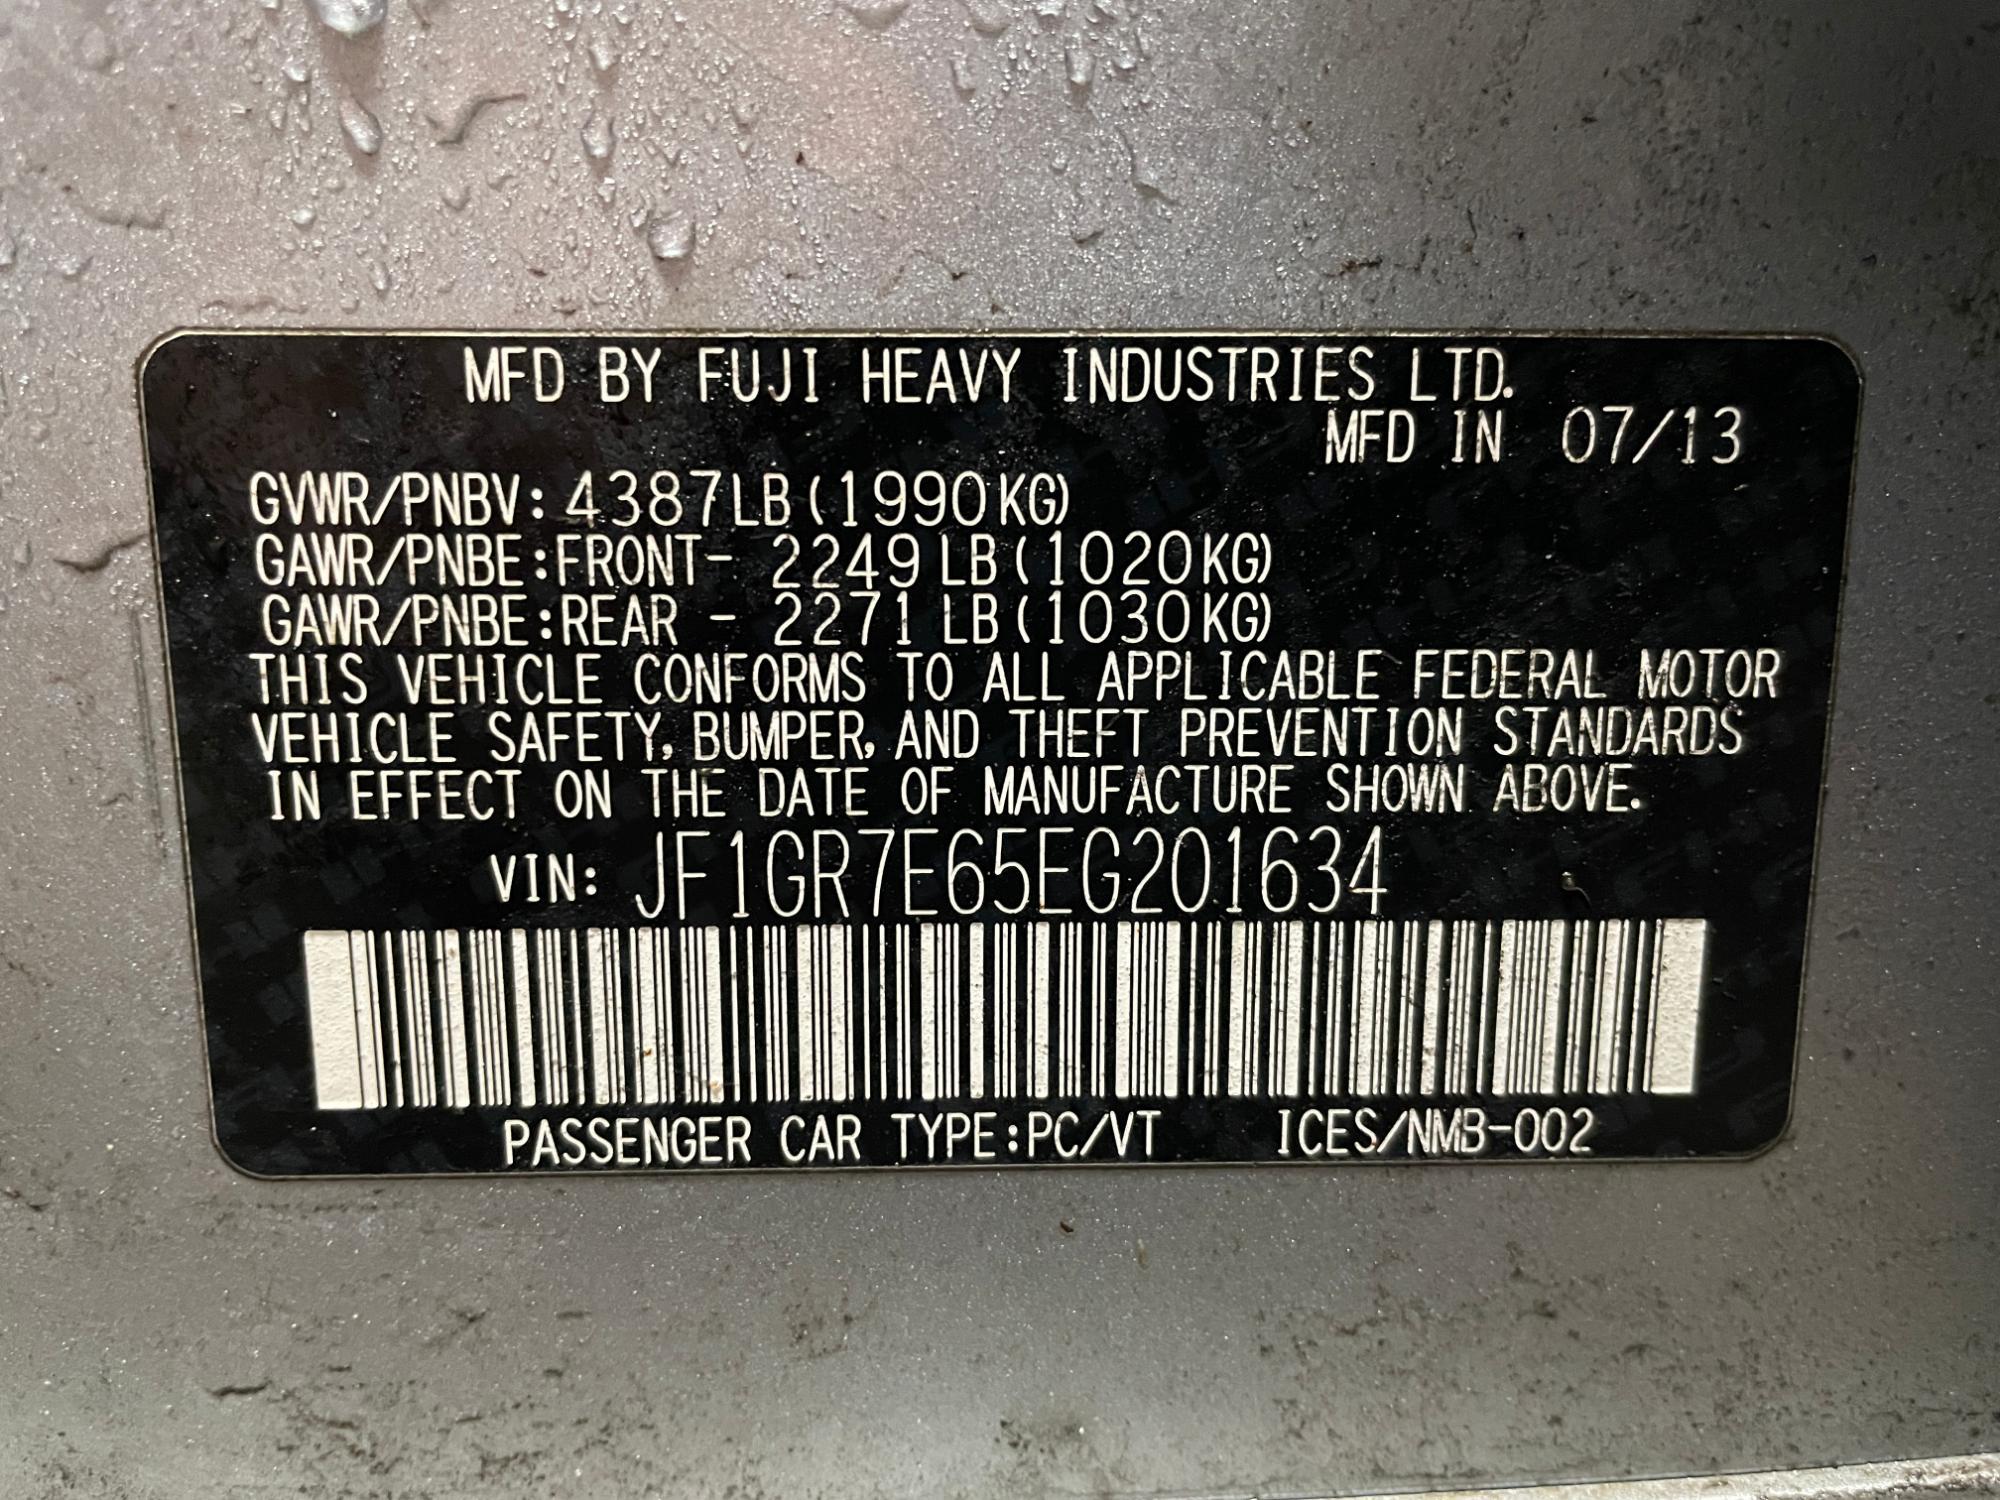 MFD BY FUJI HEAVY INDUSTRIES LTD.
MFD IN 07/13
GVWR/PNBV: 4387LB (1990KG)
GAWR/PNBE:FRONT- 2249 LB (1020KG)
GAWR/PNBE:REAR - 2271 LB (1030KG)
THIS VEHICLE CONFORMS TO ALL APPLICABLE FEDERAL MOTOR
VEHICLE SAFETY, BUMPER, AND THEFT PREVENTION STANDARDS
IN EFFECT ON THE DATE OF MANUFACTURE SHOWN ABOVE.
VIN: JF1GR7E65EG201634
PASSENGER CAR TYPE:PC/VT ICES/NMB-002